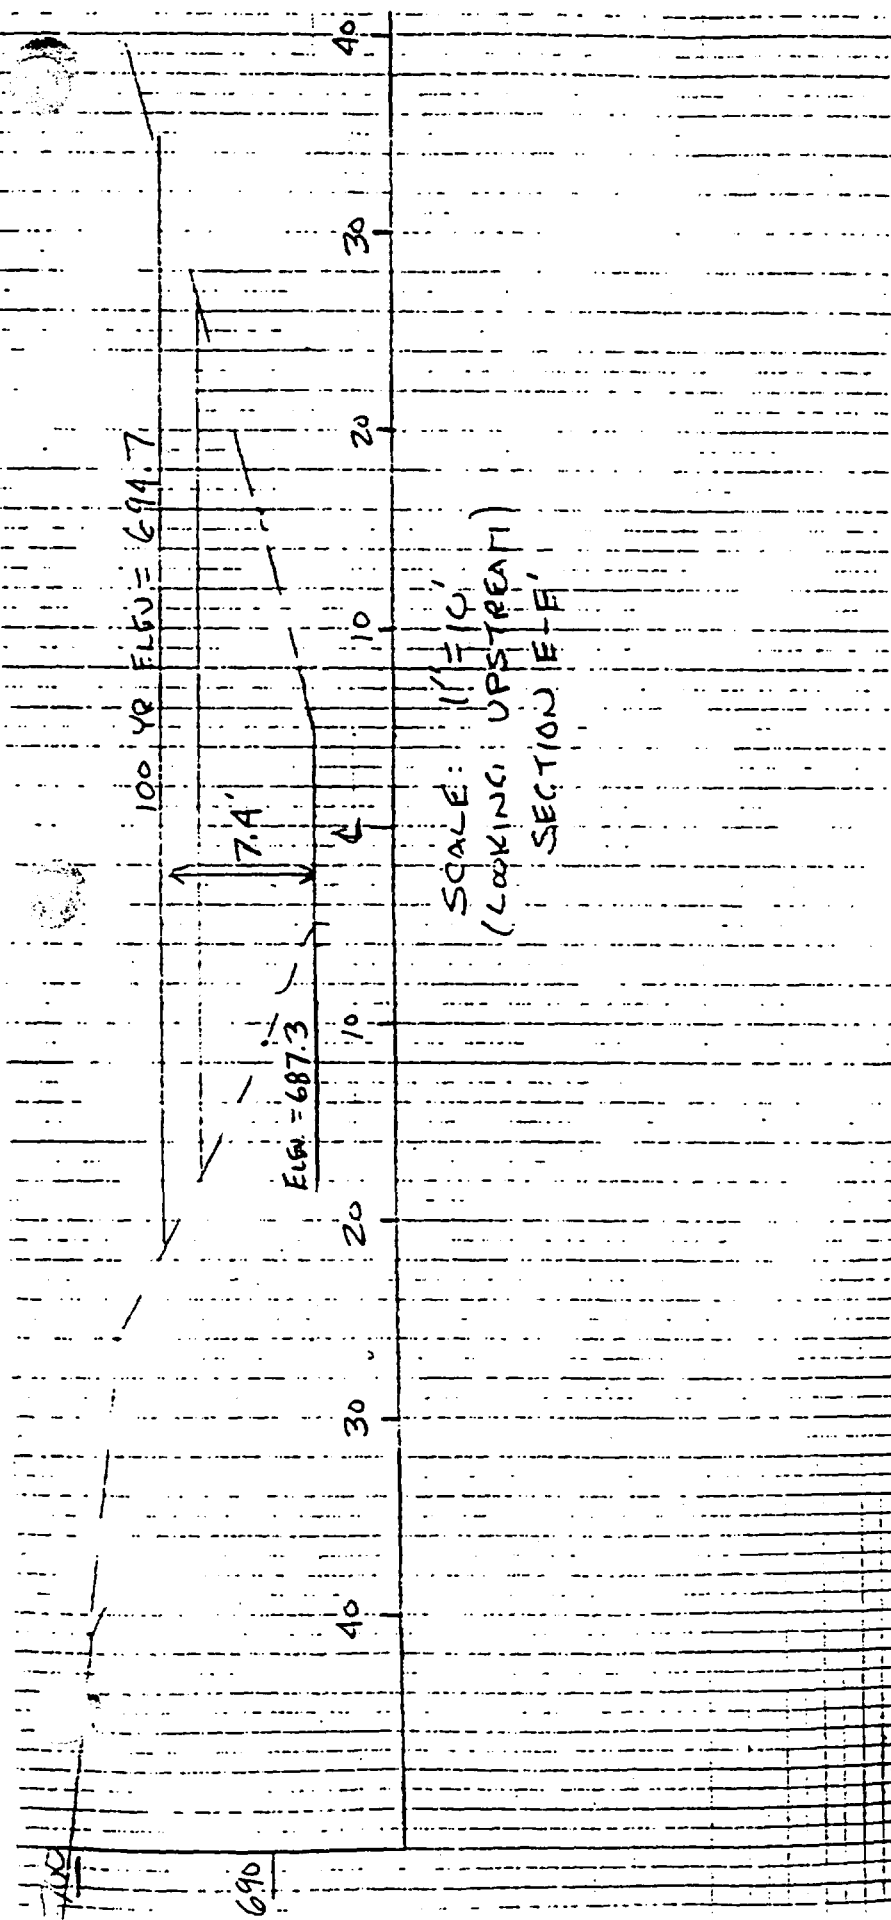 100 YR ELEV = 694.7
7.4'
ELEV. = 687.3
700
690
40 30 20 10 ℄ 10 20 30 40
SCALE: 1"=10'
(LOOKING UPSTREAM)
SECTION E-E'